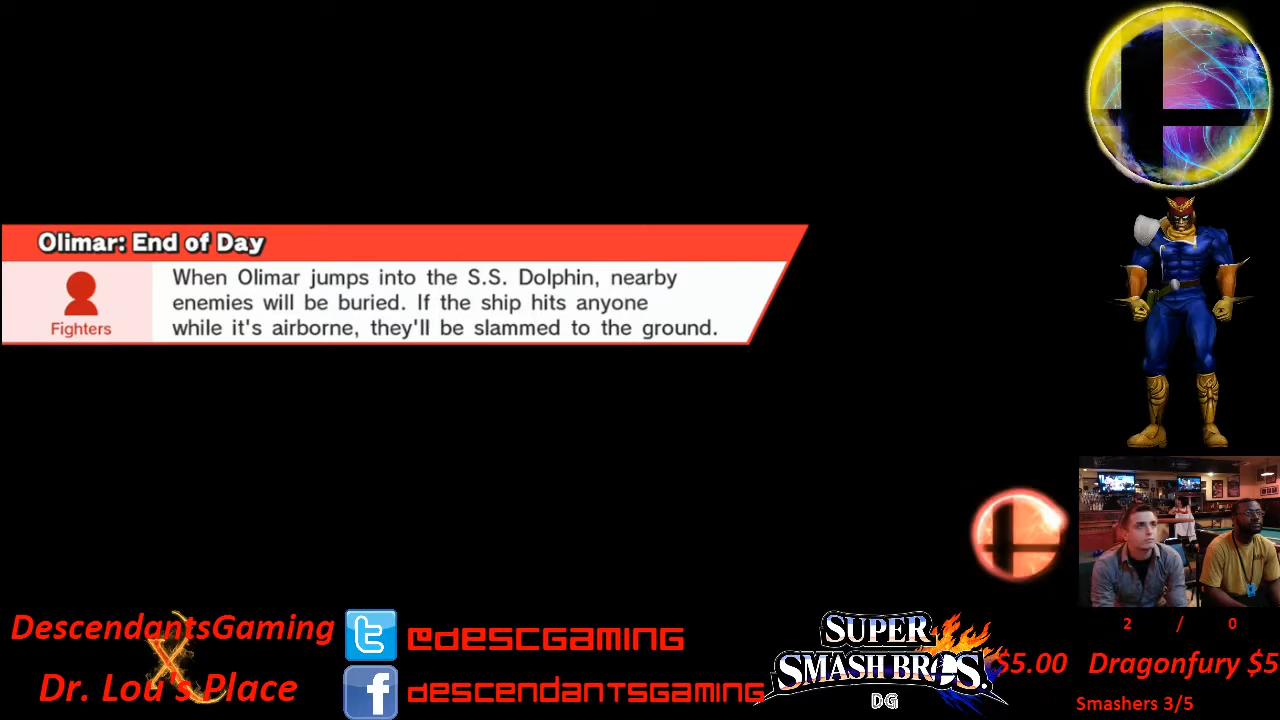 Olimar: End of Day
Fighters
When Olimar jumps into the S.S. Dolphin, nearby
enemies will be buried. If the ship hits anyone
while it's airborne, they'll be slammed to the ground.
DescendantsGaming
X
Dr. Lou's Place
@descgaming
descendantsgaming
SUPER
SMASH BROS.
DG
2 / 0
$5.00 Dragonfury $5
Smashers 3/5